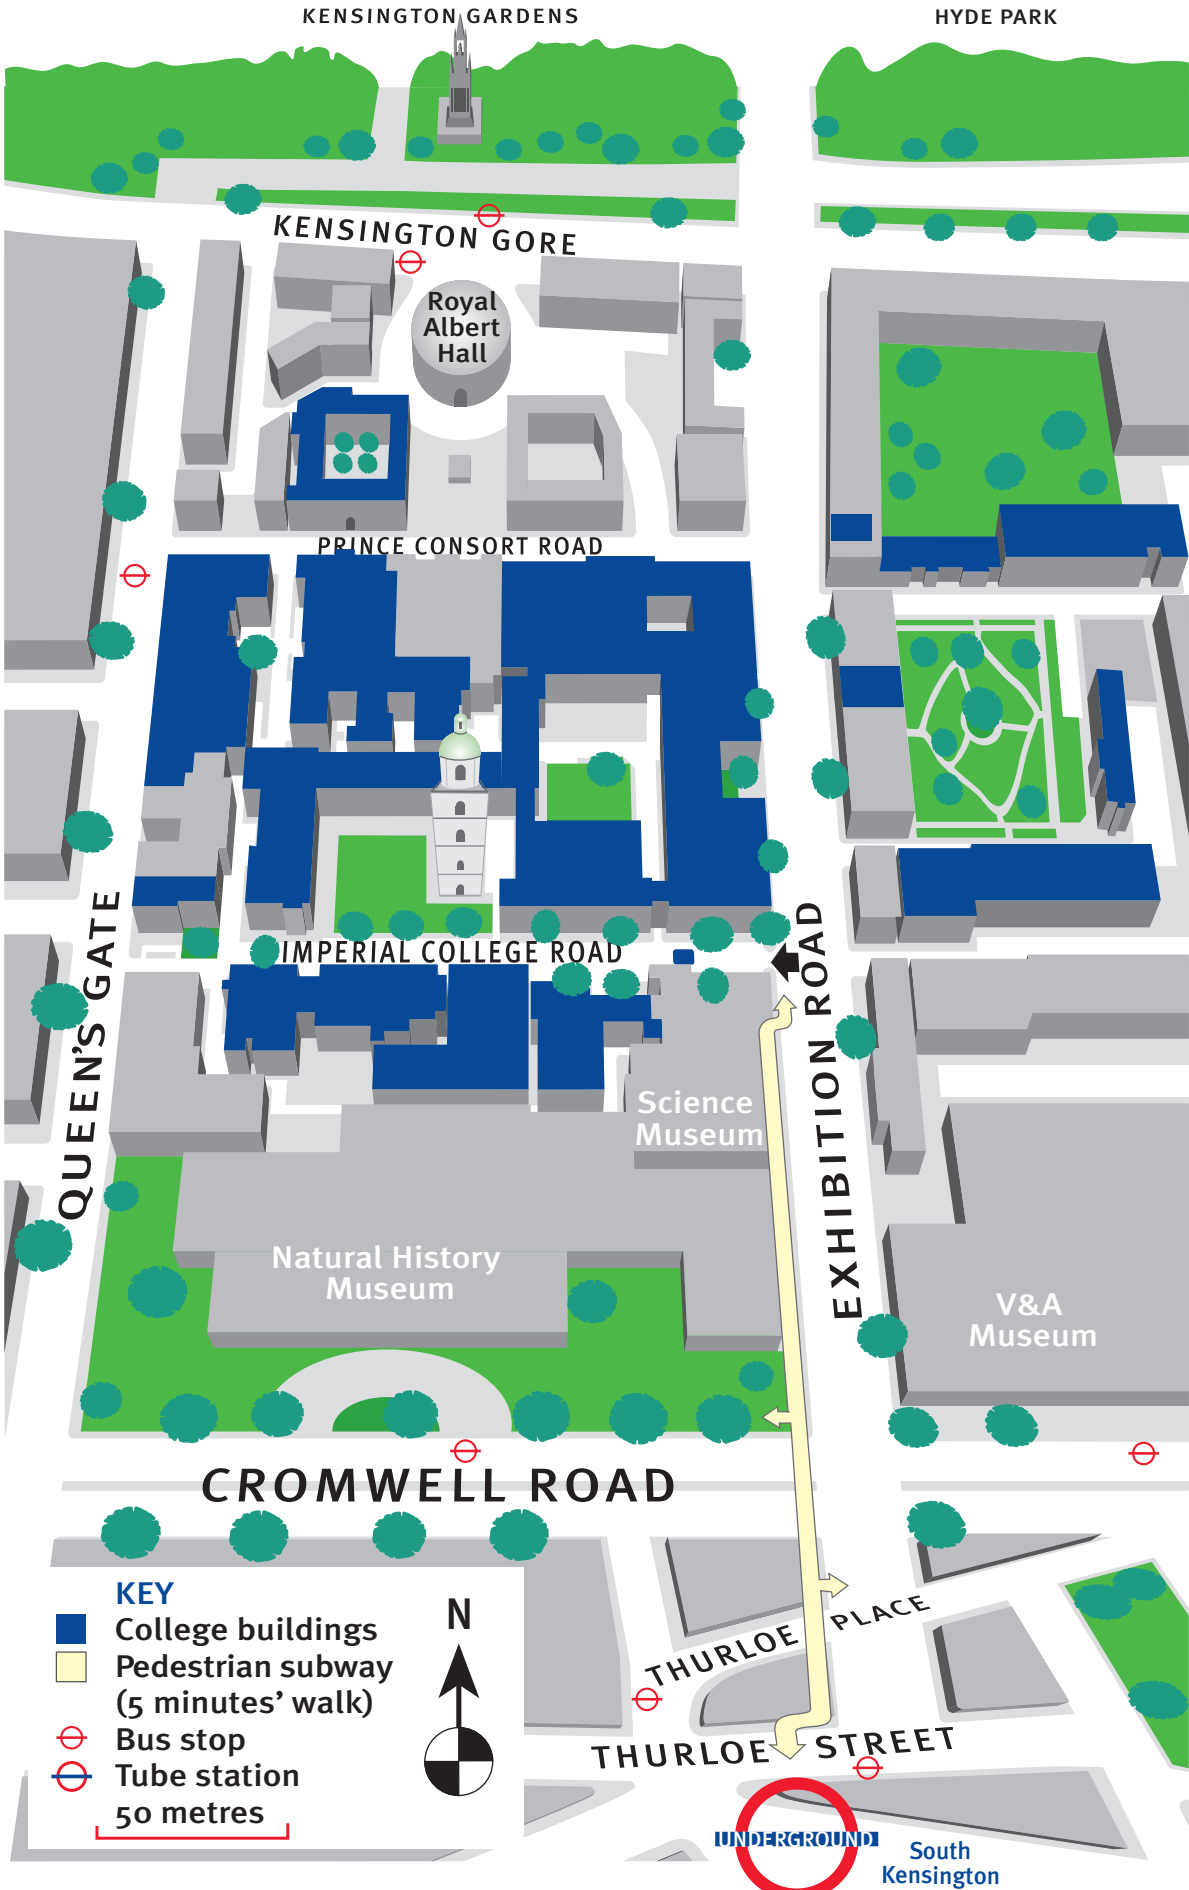 KENSINGTON GARDENS
HYDE PARK
KENSINGTON GORE
Royal
Albert
Hall
PRINCE CONSORT ROAD
IMPERIAL COLLEGE ROAD
QUEEN'S GATE
EXHIBITION ROAD
Science
Museum
Natural History
Museum
V&A
Museum
CROMWELL ROAD
THURLOE PLACE
THURLOE STREET
KEY
College buildings
Pedestrian subway
(5 minutes' walk)
Bus stop
Tube station
50 metres
N
UNDERGROUND
South
Kensington